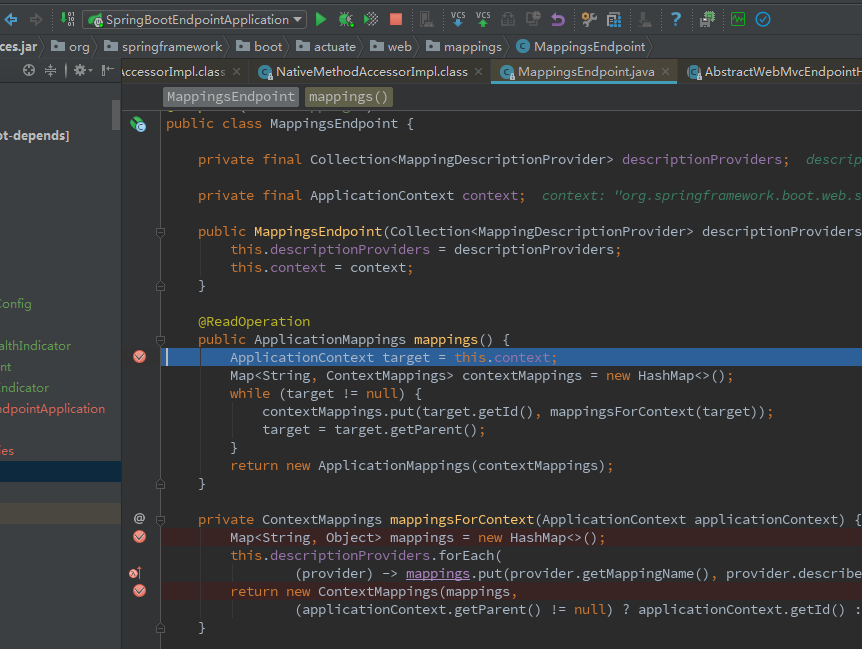 SpringBootEndpointApplication
VCS VCS
ces.jar org springframework boot actuate web mappings MappingsEndpoint
AccessorImpl.class NativeMethodAccessorImpl.class MappingsEndpoint.java AbstractWebMvcEndpointH
MappingsEndpoint mappings()
public class MappingsEndpoint {
ot-depends]
private final Collection<MappingDescriptionProvider> descriptionProviders; descrip
private final ApplicationContext context; context: "org.springframework.boot.web.s
public MappingsEndpoint(Collection<MappingDescriptionProvider> descriptionProviders
this.descriptionProviders = descriptionProviders;
this.context = context;
}
Config
@ReadOperation
public ApplicationMappings mappings() {
althIndicator
ApplicationContext target = this.context;
nt
Map<String, ContextMappings> contextMappings = new HashMap<>();
Indicator
while (target != null) {
ndpointApplication
contextMappings.put(target.getId(), mappingsForContext(target));
target = target.getParent();
}
ies
return new ApplicationMappings(contextMappings);
}
private ContextMappings mappingsForContext(ApplicationContext applicationContext) {
Map<String, Object> mappings = new HashMap<>();
this.descriptionProviders.forEach(
(provider) -> mappings.put(provider.getMappingName(), provider.describe
return new ContextMappings(mappings,
(applicationContext.getParent() != null) ? applicationContext.getId() :
}